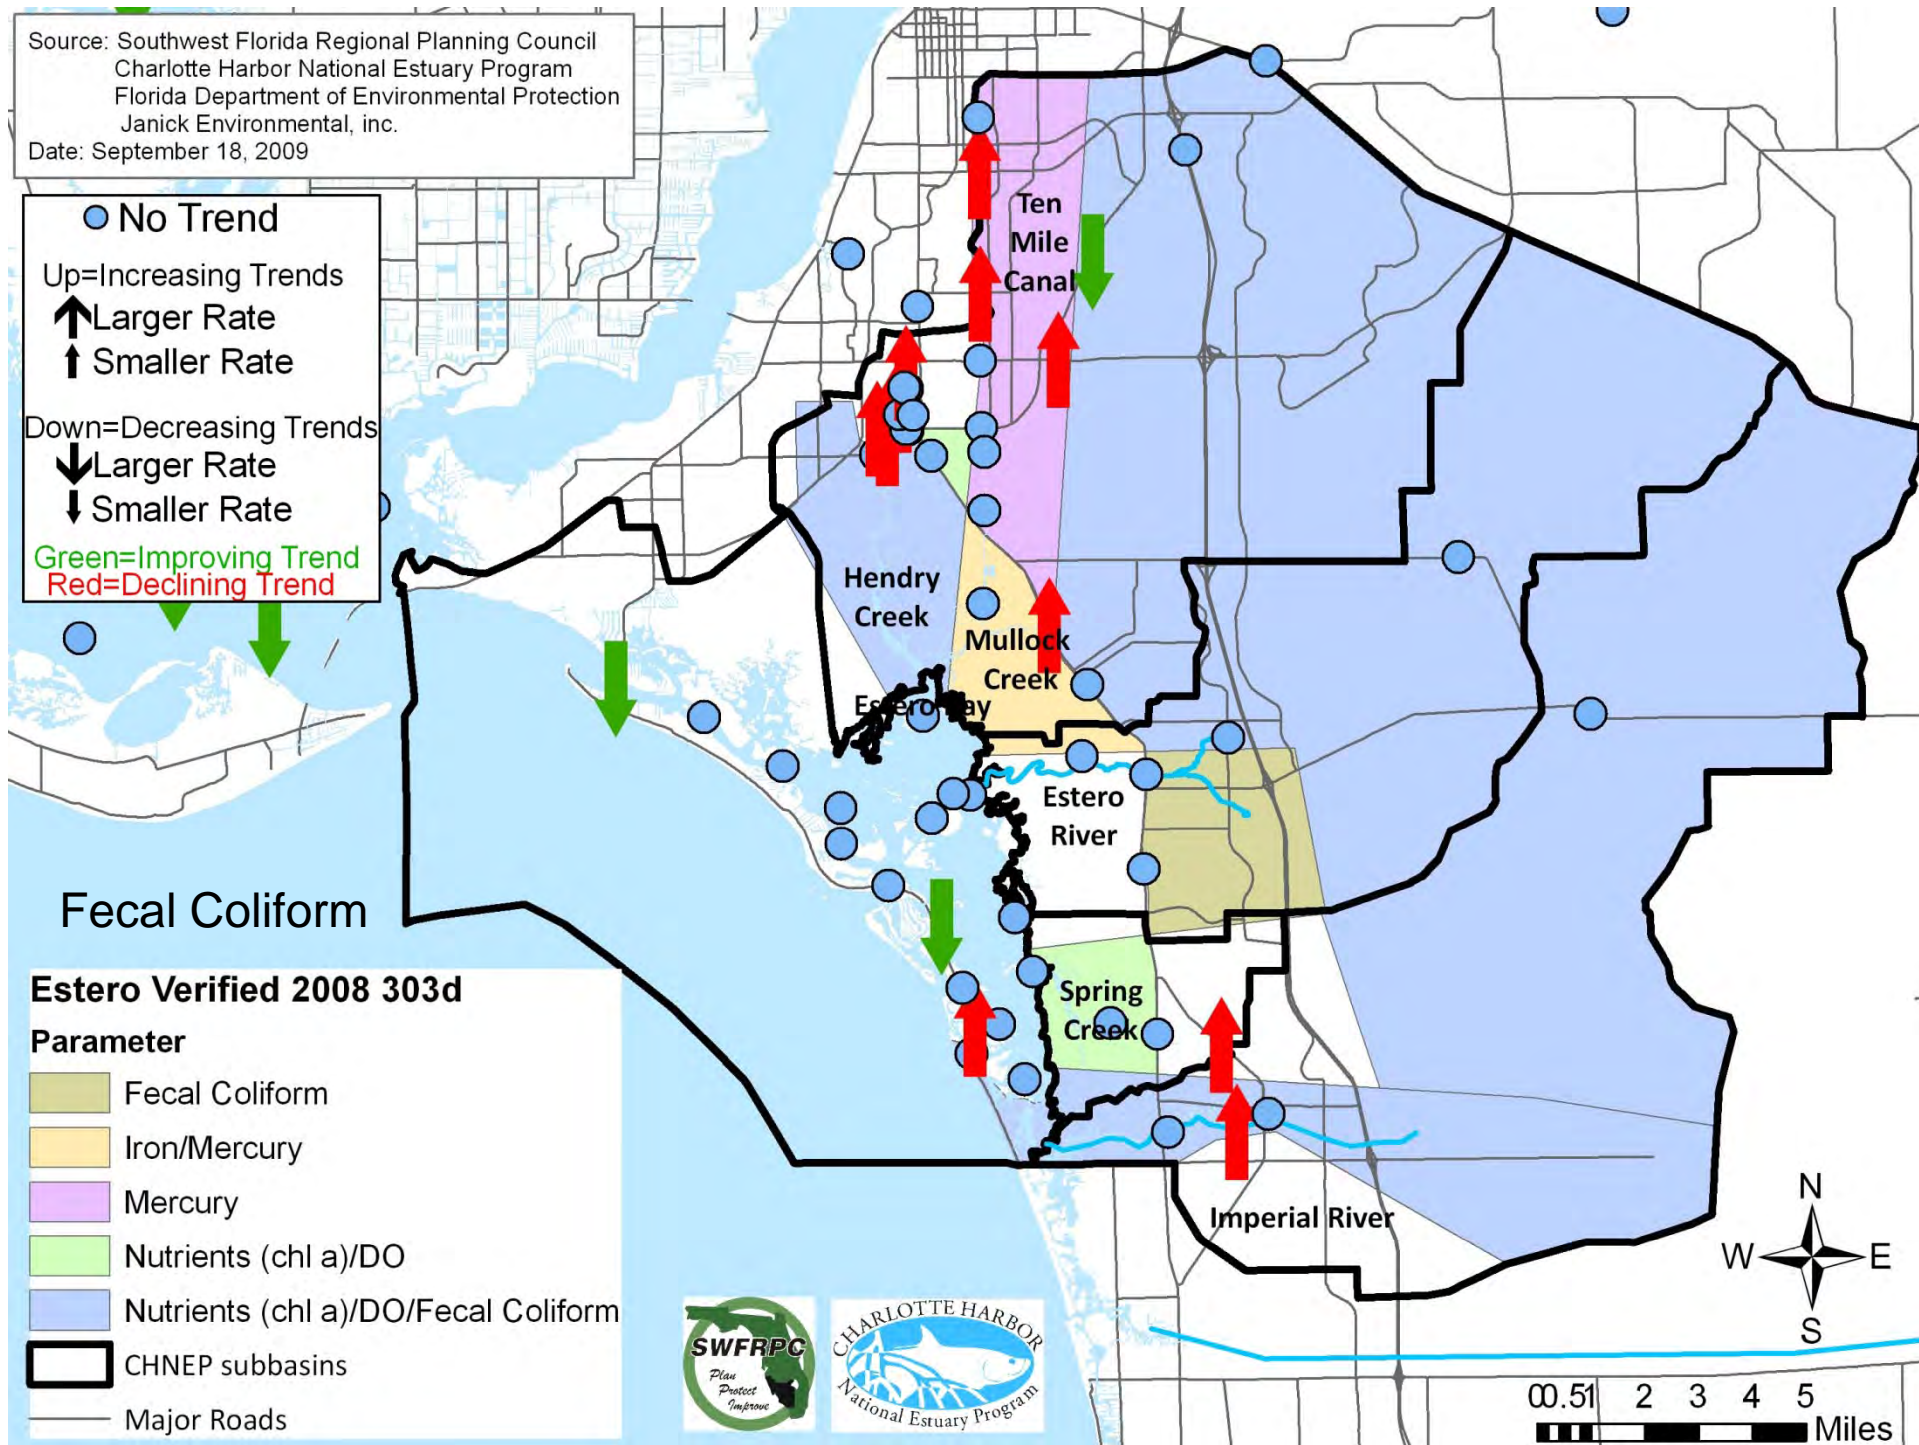 Source: Southwest Florida Regional Planning Council
Charlotte Harbor National Estuary Program
Florida Department of Environmental Protection
Janick Environmental, inc.
Date: September 18, 2009
No Trend
Up=Increasing Trends
Larger Rate
Smaller Rate
Down=Decreasing Trends
Larger Rate
Smaller Rate
Green=Improving Trend
Red=Declining Trend
Ten
Mile
Canal
Hendry
Creek
Mullock
Creek
Estero Bay
Estero
River
Spring
Creek
Imperial River
Fecal Coliform
Estero Verified 2008 303d
Parameter
Fecal Coliform
Iron/Mercury
Mercury
Nutrients (chl a)/DO
Nutrients (chl a)/DO/Fecal Coliform
CHNEP subbasins
Major Roads
SWFRPC
Plan
Protect
Improve
CHARLOTTE HARBOR
National Estuary Program
N
W E
S
00.51 2 3 4 5
Miles